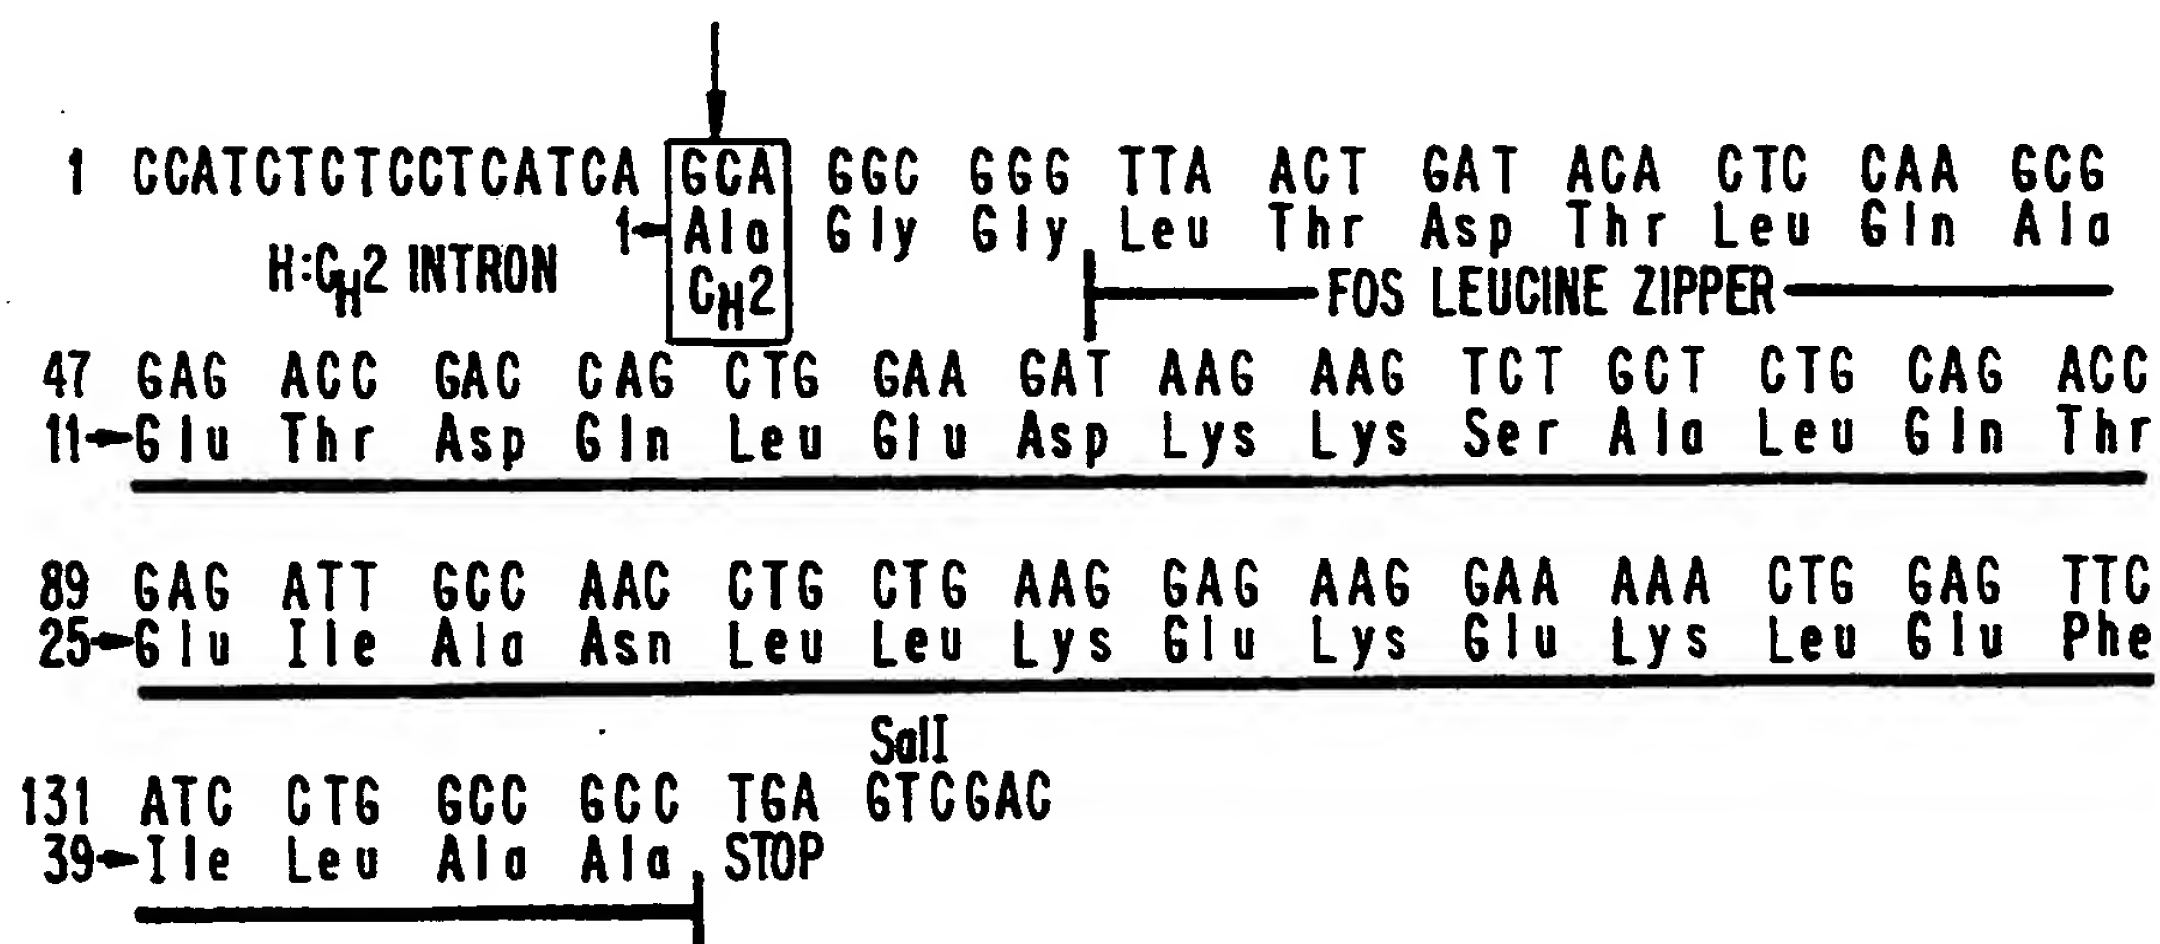 1 CCATCTCTCCTCATCA GCA GGC GGG TTA ACT GAT ACA CTC CAA GCG
1 Ala Gly Gly Leu Thr Asp Thr Leu Gln Ala
H:CH2 INTRON CH2 FOS LEUCINE ZIPPER
47 GAG ACC GAC CAG CTG GAA GAT AAG AAG TCT GCT CTG CAG ACC
11 Glu Thr Asp Gln Leu Glu Asp Lys Lys Ser Ala Leu Gln Thr
89 GAG ATT GCC AAC CTG CTG AAG GAG AAG GAA AAA CTG GAG TTC
25 Glu Ile Ala Asn Leu Leu Lys Glu Lys Glu Lys Leu Glu Phe
SalI
131 ATC CTG GCC GCC TGA GTCGAC
39 Ile Leu Ala Ala STOP